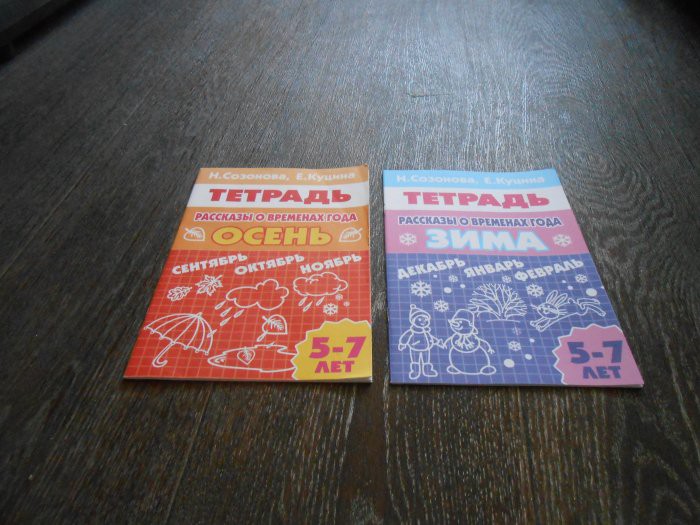 Н.Созонова, Е.Куцина
ТЕТРАДЬ
РАССКАЗЫ О ВРЕМЕНАХ ГОДА
ОСЕНЬ
СЕНТЯБРЬ ОКТЯБРЬ НОЯБРЬ
5-7
ЛЕТ
Н.Созонова, Е.Куцина
ТЕТРАДЬ
РАССКАЗЫ О ВРЕМЕНАХ ГОДА
ЗИМА
ДЕКАБРЬ ЯНВАРЬ ФЕВРАЛЬ
5-7
ЛЕТ